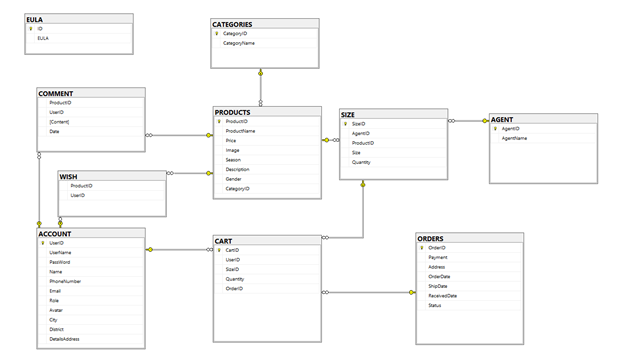 EULA
ID
EULA
CATEGORIES
CategoryID
CategoryName
COMMENT
ProductID
UserID
[Content]
Date
PRODUCTS
ProductID
ProductName
Price
Image
Season
Description
Gender
CategoryID
SIZE
SizeID
AgentID
ProductID
Size
Quantity
AGENT
AgentID
AgentName
WISH
ProductID
UserID
ACCOUNT
UserID
UserName
PassWord
Name
PhoneNumber
Email
Role
Avatar
City
District
DetailsAddress
CART
CartID
UserID
SizeID
Quantity
OrderID
ORDERS
OrderID
Payment
Address
OrderDate
ShipDate
ReceivedDate
Status